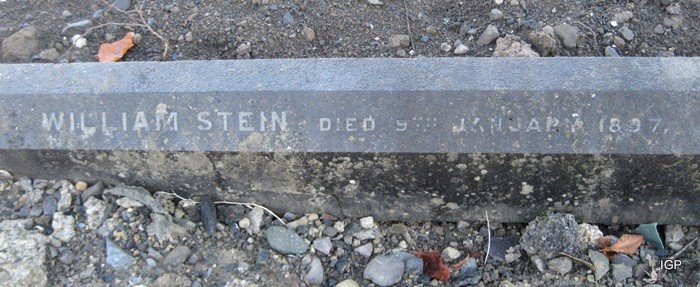 WILLIAM STEIN DIED 9TH JANUARY 1897.
IGP